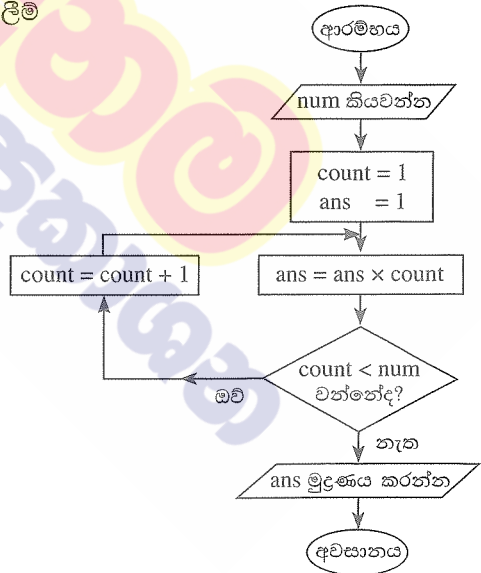 ලීම්
ආරම්භය
num කියවන්න
count = 1
ans = 1
count = count + 1
ans = ans × count
count < num
වන්නේද?
ඔව්
නැත
ans මුද්‍රණය කරන්න
අවසානය